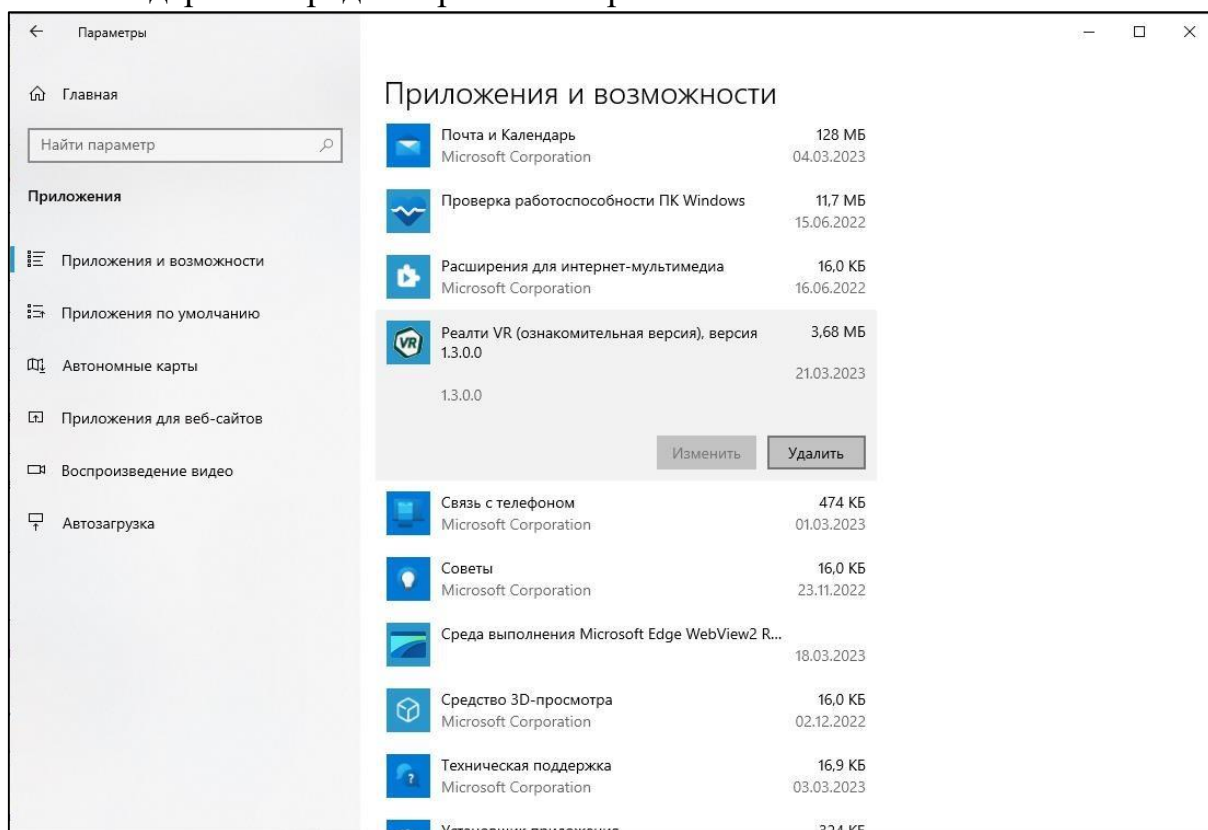 Параметры
Главная
Найти параметр
Приложения
Приложения и возможности
Приложения по умолчанию
Автономные карты
Приложения для веб-сайтов
Воспроизведение видео
Автозагрузка
Приложения и возможности
Почта и Календарь 128 МБ
Microsoft Corporation 04.03.2023
Проверка работоспособности ПК Windows 11,7 МБ
15.06.2022
Расширения для интернет-мультимедиа 16,0 КБ
Microsoft Corporation 16.06.2022
VR
Реалти VR (ознакомительная версия), версия 3,68 МБ
1.3.0.0
21.03.2023
1.3.0.0
Изменить Удалить
Связь с телефоном 474 КБ
Microsoft Corporation 01.03.2023
Советы 16,0 КБ
Microsoft Corporation 23.11.2022
Среда выполнения Microsoft Edge WebView2 R...
18.03.2023
Средство 3D-просмотра 16,0 КБ
Microsoft Corporation 02.12.2022
Техническая поддержка 16,9 КБ
Microsoft Corporation 03.03.2023